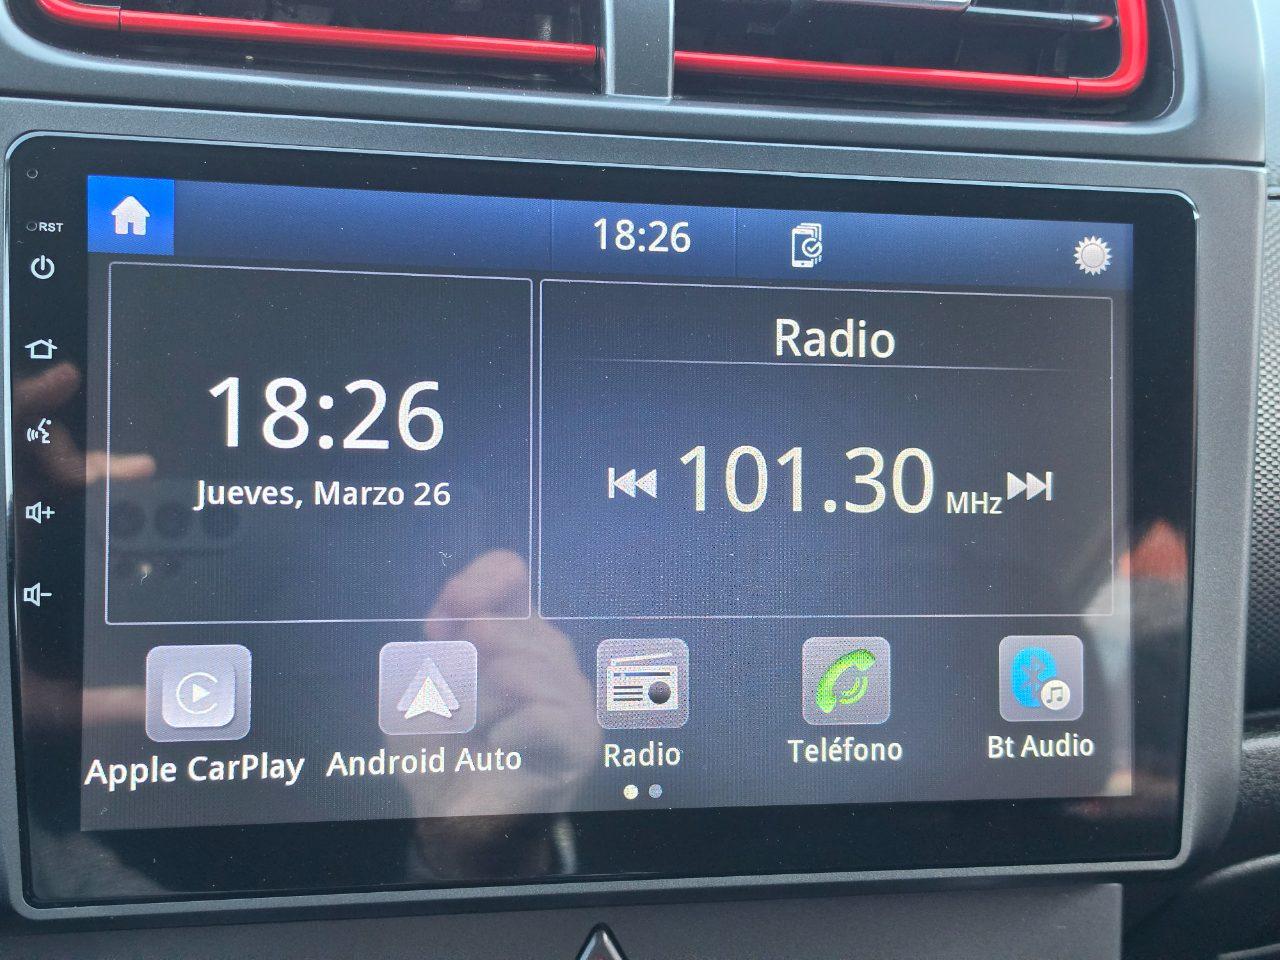 RST
18:26
18:26
Jueves, Marzo 26
Radio
101.30 MHz
Apple CarPlay
Android Auto
Radio
Teléfono
Bt Audio